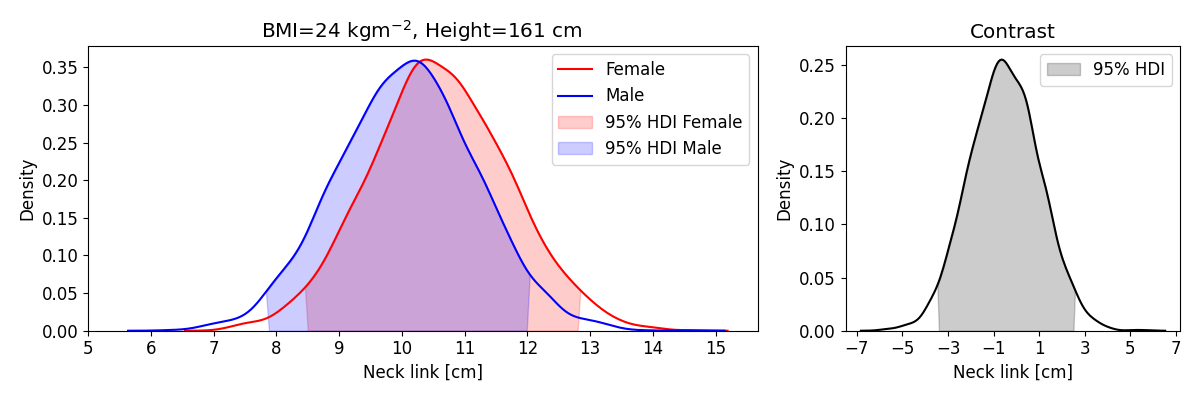 BMI=24 kgm⁻², Height=161 cm
Density
0.35
0.30
0.25
0.20
0.15
0.10
0.05
0.00
5 6 7 8 9 10 11 12 13 14 15
Neck link [cm]
Female
Male
95% HDI Female
95% HDI Male
Contrast
Density
0.25
0.20
0.15
0.10
0.05
0.00
−7 −5 −3 −1 1 3 5 7
Neck link [cm]
95% HDI